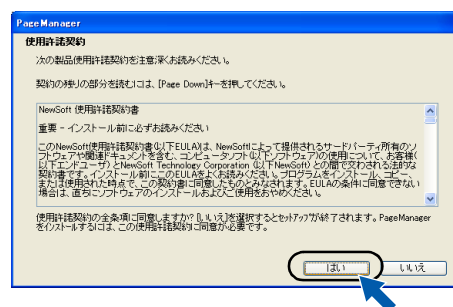 Page Manager
使用許諾契約
次の製品使用許諾契約を注意深くお読みください。
契約の残りの部分を読むには、[Page Down]キーを押してください。
NewSoft 使用許諾契約書
重要 - インストール前に必ずお読みください
このNewSoft使用許諾契約書(以下EULA)は、NewSoftによって提供されるサードパーティ所有のソ
フトウェアや関連ドキュメントを含む、コンピュータソフト(以下ソフトウェア)の使用について、お客様(
以下エンドユーザ)とNewSoft Technology Corporation (以下NewSoft)との間で交わされる法的な
契約書です。インストール前にこのEULAをよくお読みください。プログラムをインストール、コピー、
または使用された時点で、この契約書に同意したものとみなされます。EULAの条件に同意できない
場合は、直ちにソフトウェアのインストールおよびご使用をおやめください。
使用許諾契約の全条項に同意しますか?[いいえ]を選択するとセットアップが終了されます。PageManager
をインストールするには、この使用許諾契約に同意が必要です。
はい
いいえ